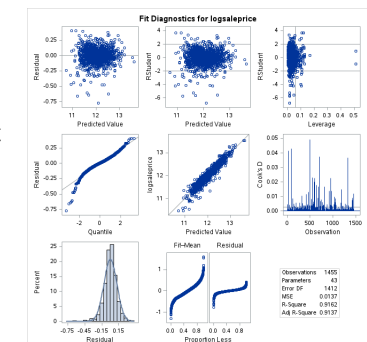 Fit Diagnostics for logsaleprice
Residual
0.25
0.00
-0.25
-0.50
-0.75
11 12 13
Predicted Value
RStudent
4
2
0
-2
-4
-6
11 12 13
Predicted Value
RStudent
4
2
0
-2
-4
-6
0.0 0.1 0.2 0.3 0.4 0.5
Leverage
Residual
0.50
0.25
0.00
-0.25
-0.50
-0.75
-2 0 2
Quantile
logsaleprice
13
12
11
11 12 13
Predicted Value
Cook's D
0.05
0.04
0.03
0.02
0.01
0.00
0 500 1000 1500
Observation
Percent
25
20
15
10
5
0
-0.75 -0.45 -0.15 0.15
Residual
Fit–Mean Residual
1
0
-1
0.0 0.4 0.8 0.0 0.4 0.8
Proportion Less
Observations 1455
Parameters 43
Error DF 1412
MSE 0.0137
R-Square 0.9162
Adj R-Square 0.9137